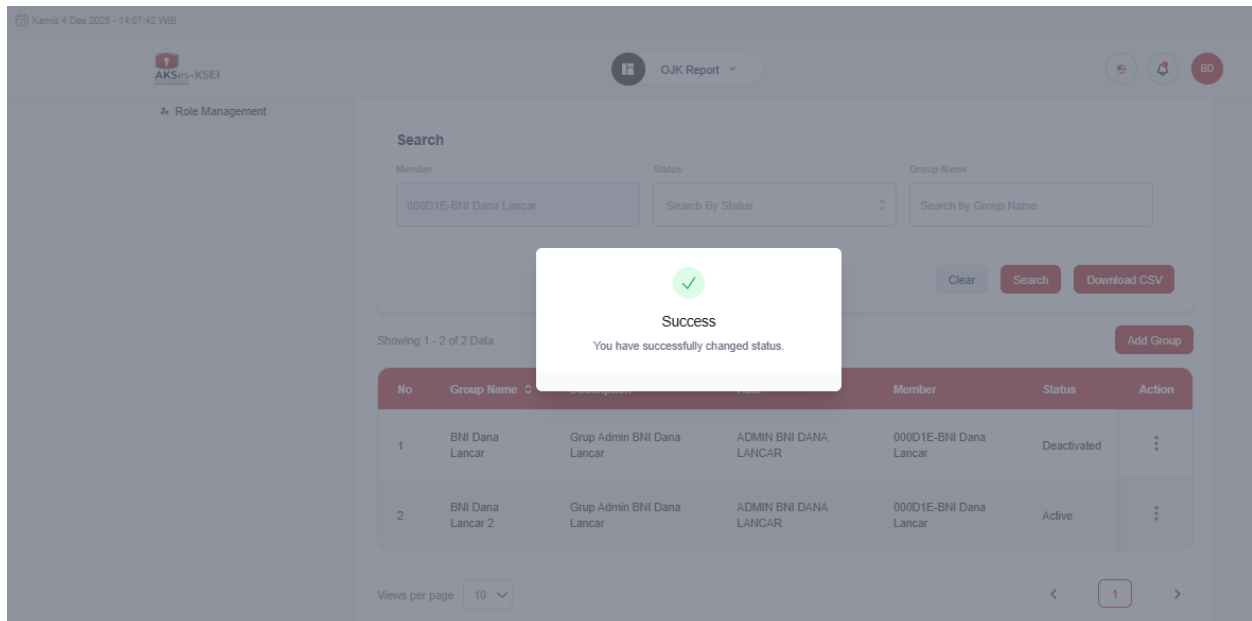 Kamis 4 Des 2025 - 14:07:42 WIB
AKSes-KSEI
OJK Report
BD
Role Management
Search
Member
Status
Group Name
000D1E-BNI Dana Lancar
Search By Status
Search by Group Name
Clear
Search
Download CSV
Success
You have successfully changed status.
Showing 1 - 2 of 2 Data
Add Group
No
Group Name
Member
Status
Action
1
BNI Dana
Lancar
Grup Admin BNI Dana
Lancar
ADMIN BNI DANA
LANCAR
000D1E-BNI Dana
Lancar
Deactivated
2
BNI Dana
Lancar 2
Grup Admin BNI Dana
Lancar
ADMIN BNI DANA
LANCAR
000D1E-BNI Dana
Lancar
Active
Views per page
10
1